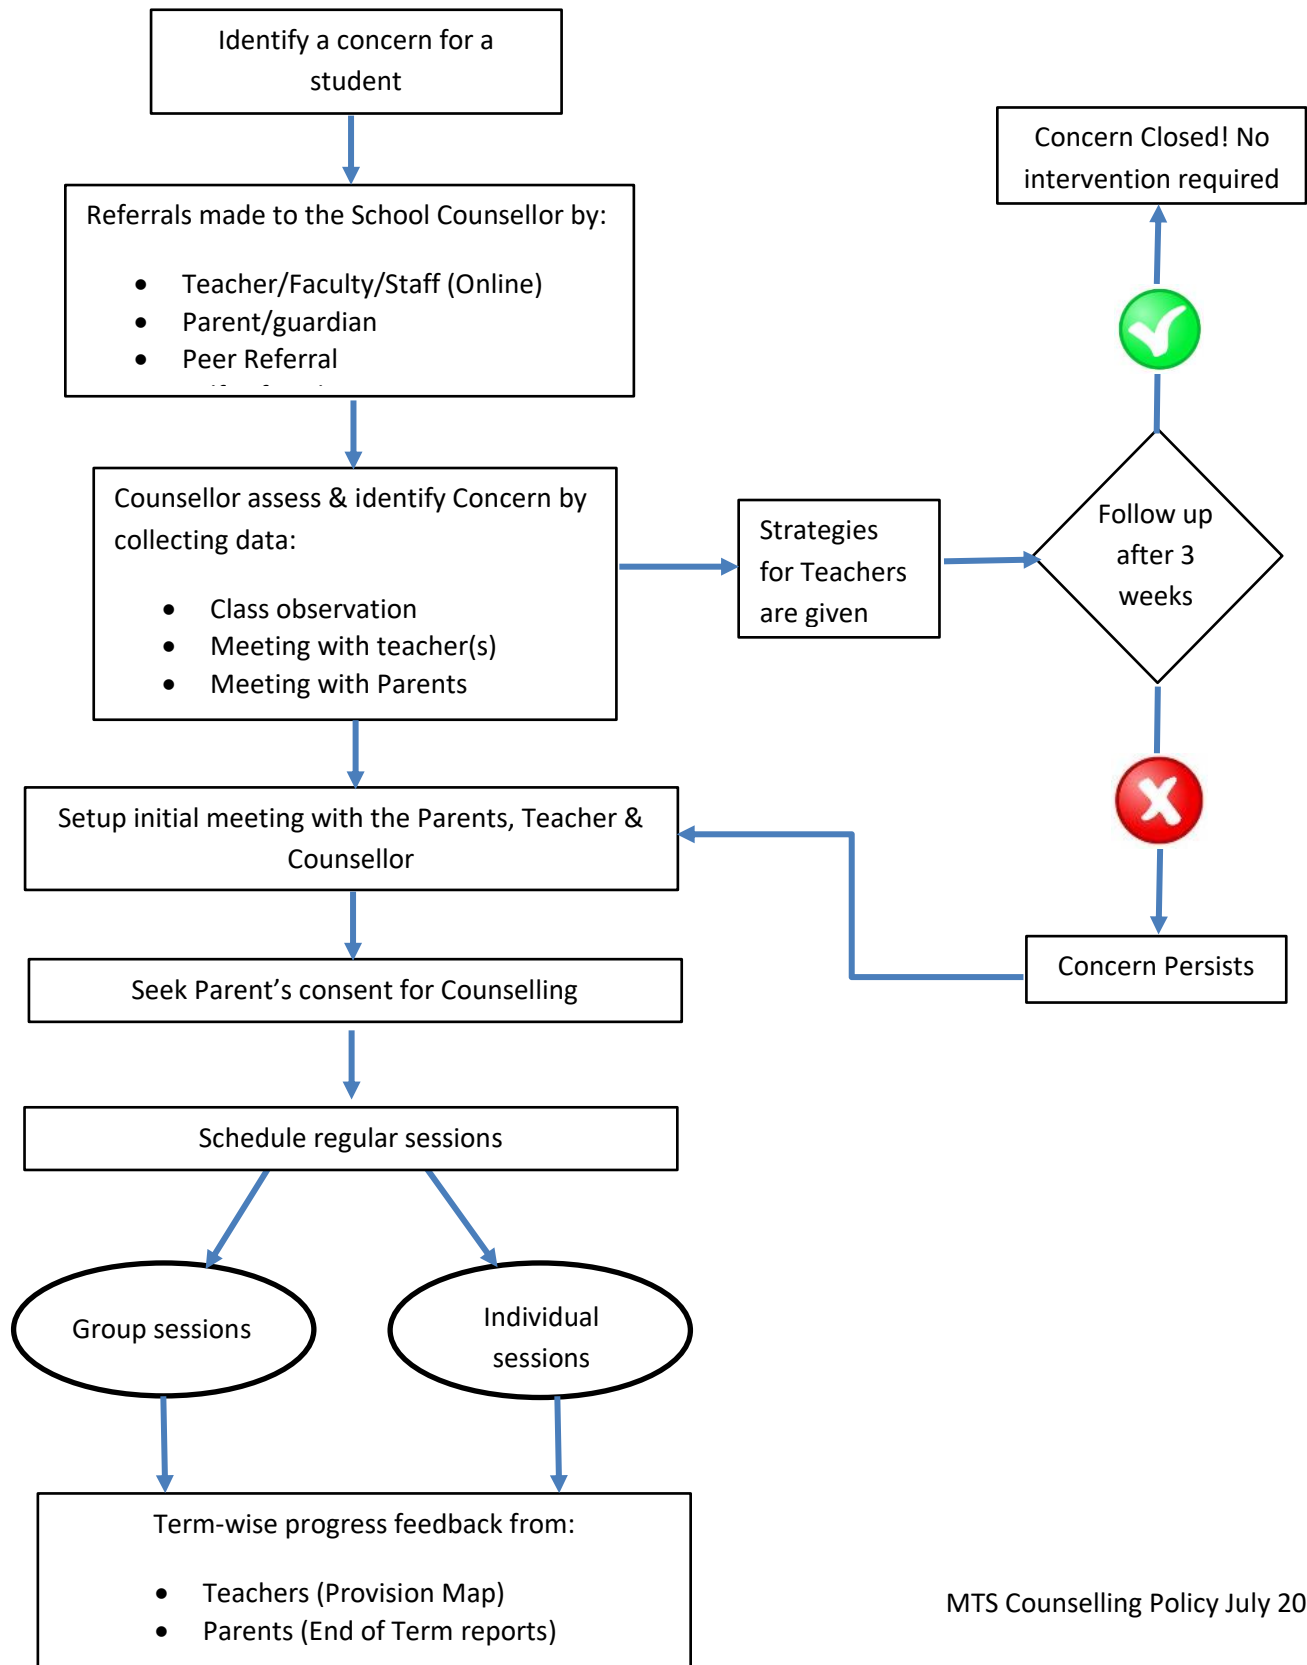 Identify a concern for a
student
Referrals made to the School Counsellor by:
• Teacher/Faculty/Staff (Online)
• Parent/guardian
• Peer Referral
Counsellor assess & identify Concern by
collecting data:
• Class observation
• Meeting with teacher(s)
• Meeting with Parents
Strategies
for Teachers
are given
Follow up
after 3
weeks
Concern Closed! No
intervention required
Concern Persists
Setup initial meeting with the Parents, Teacher &
Counsellor
Seek Parent’s consent for Counselling
Schedule regular sessions
Group sessions
Individual
sessions
Term-wise progress feedback from:
• Teachers (Provision Map)
• Parents (End of Term reports)
MTS Counselling Policy July 20